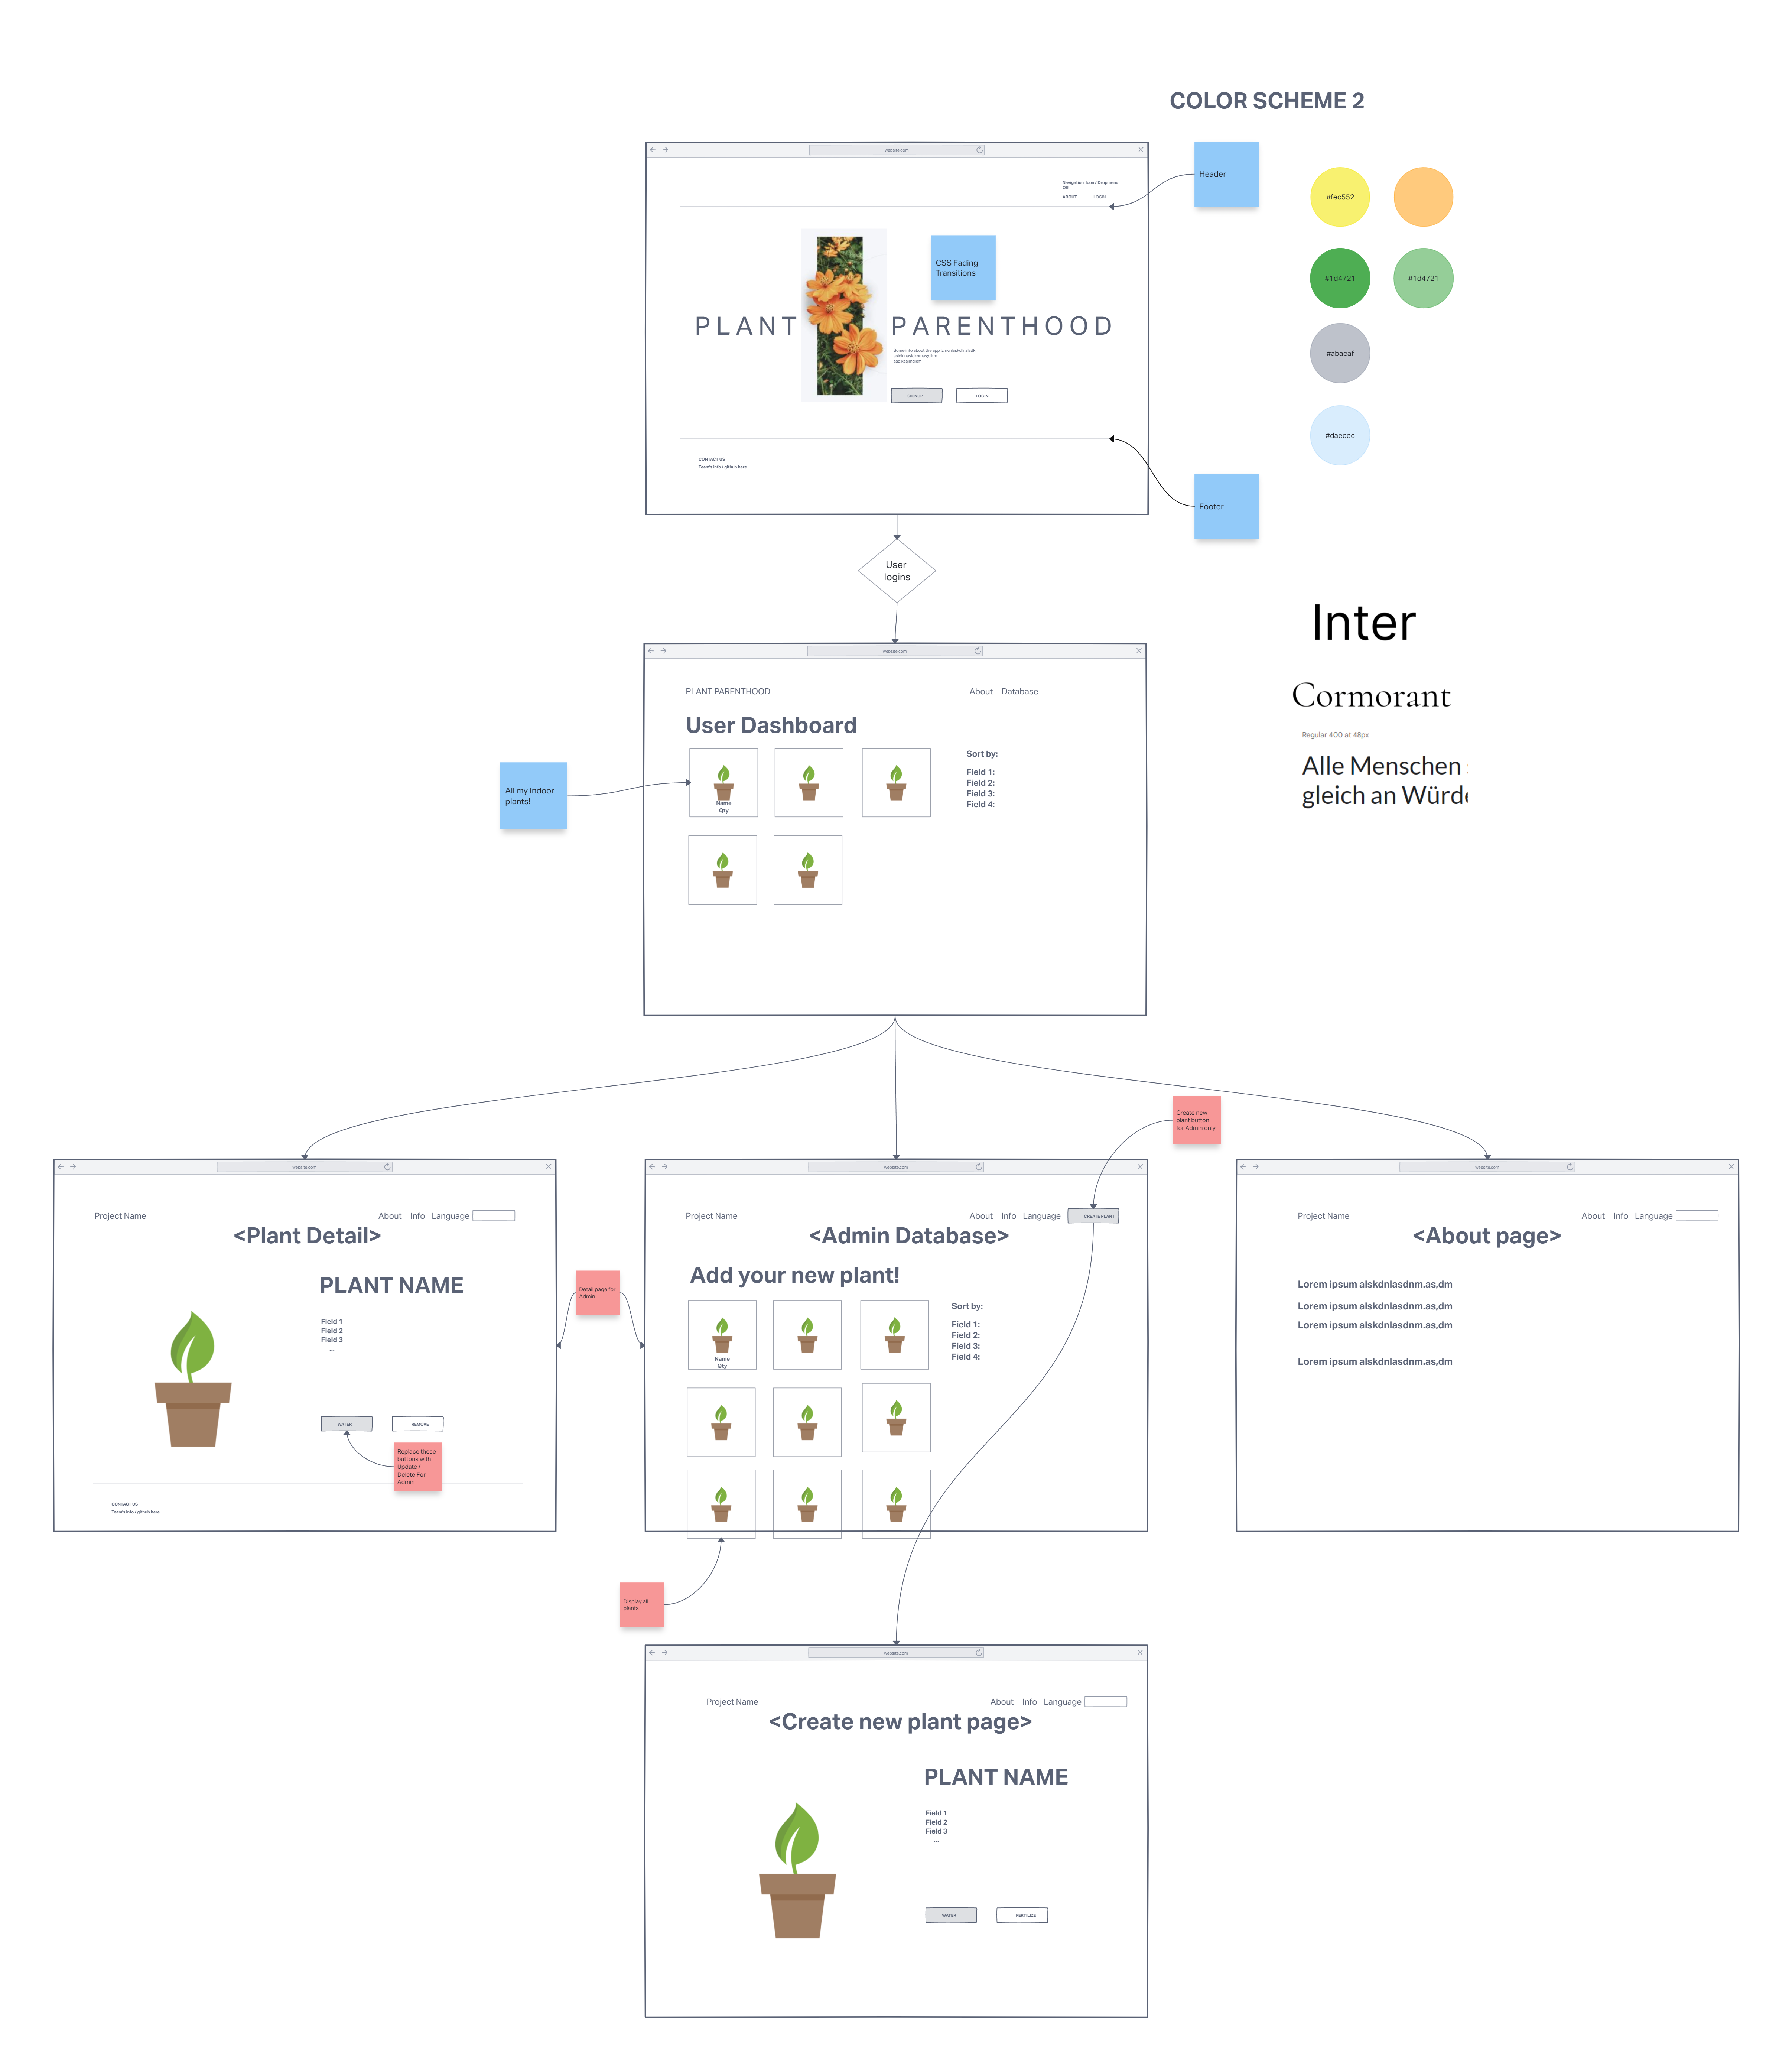 COLOR SCHEME 2
website.com
Navigation Icon / Dropmenu
OR
ABOUT LOGIN
Header
CSS Fading
Transitions
PLANT PARENTHOOD
Some info about the app
SIGNUP LOGIN
CONTACT US
Team's info / github here.
Footer
#fec552
#1d4721 #1d4721
#abaeaf
#daecec
User
logins
Inter
Cormorant
Regular 400 at 48px
Alle Menschen
gleich an Würde
website.com
PLANT PARENTHOOD About Database
User Dashboard
All my Indoor
plants!
Name
Qty
Sort by:
Field 1:
Field 2:
Field 3:
Field 4:
Create new
plant button
for Admin only
website.com
Project Name About Info Language
<Plant Detail>
PLANT NAME
Field 1
Field 2
Field 3
...
WATER REMOVE
Replace these
buttons with
Update /
Delete For
Admin
CONTACT US
Team's info / github here.
Detail page for
Admin
website.com
Project Name About Info Language CREATE PLANT
<Admin Database>
Add your new plant!
Name
Qty
Sort by:
Field 1:
Field 2:
Field 3:
Field 4:
Display all
plants
website.com
Project Name About Info Language
<About page>
Lorem ipsum alskdnlasdnm.as,dm
Lorem ipsum alskdnlasdnm.as,dm
Lorem ipsum alskdnlasdnm.as,dm
Lorem ipsum alskdnlasdnm.as,dm
website.com
Project Name About Info Language
<Create new plant page>
PLANT NAME
Field 1
Field 2
Field 3
...
WATER FERTILIZE